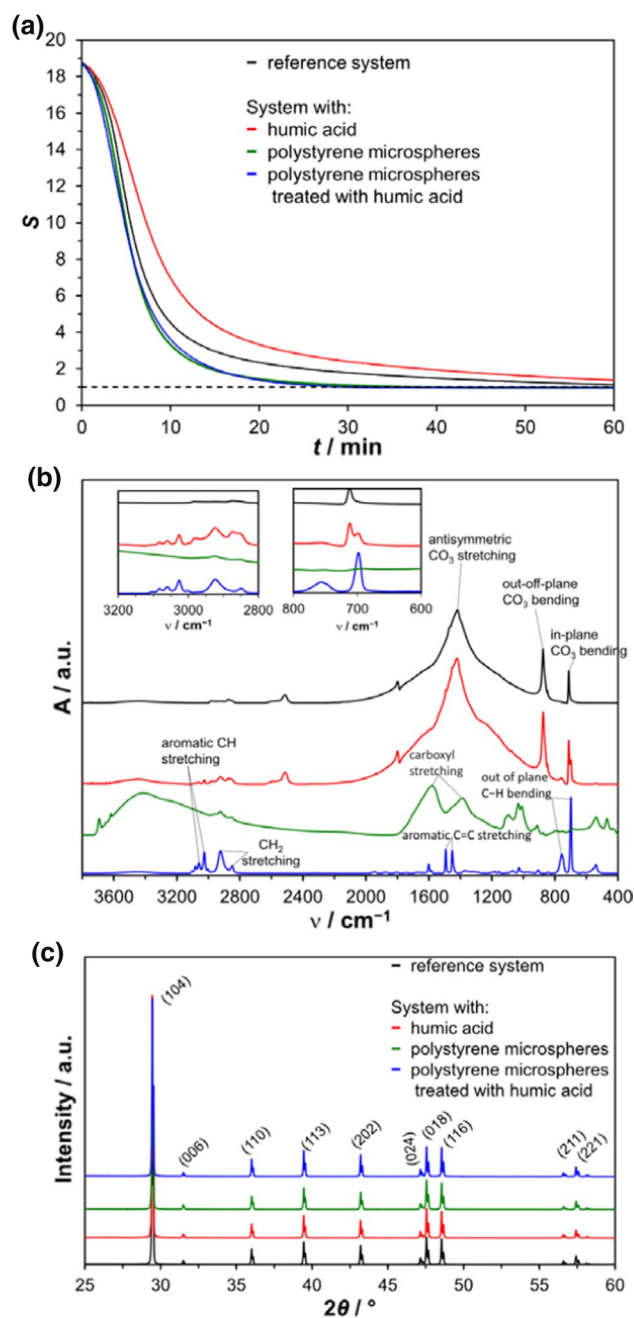 (a)
20
18
16
14
12
10
8
6
4
2
0
S
reference system
System with:
humic acid
polystyrene microspheres
polystyrene microspheres
treated with humic acid
0 10 20 30 40 50 60
t / min
(b)
3200 3000 2800
ν / cm⁻¹
800 700 600
ν / cm⁻¹
antisymmetric
CO₃ stretching
out-off-plane
CO₃ bending
in-plane
CO₃ bending
A / a.u.
aromatic CH
stretching
carboxyl
stretching
out of plane
C–H bending
aromatic C=C stretching
CH₂
stretching
3600 3000 2400 1800 1200 800 400
ν / cm⁻¹
(c)
reference system
System with:
humic acid
polystyrene microspheres
polystyrene microspheres
treated with humic acid
(104)
(006)
(110)
(113)
(202)
(024)
(018)
(116)
(211)
(221)
Intensity / a.u.
25 30 35 40 45 50 55 60
2θ / °